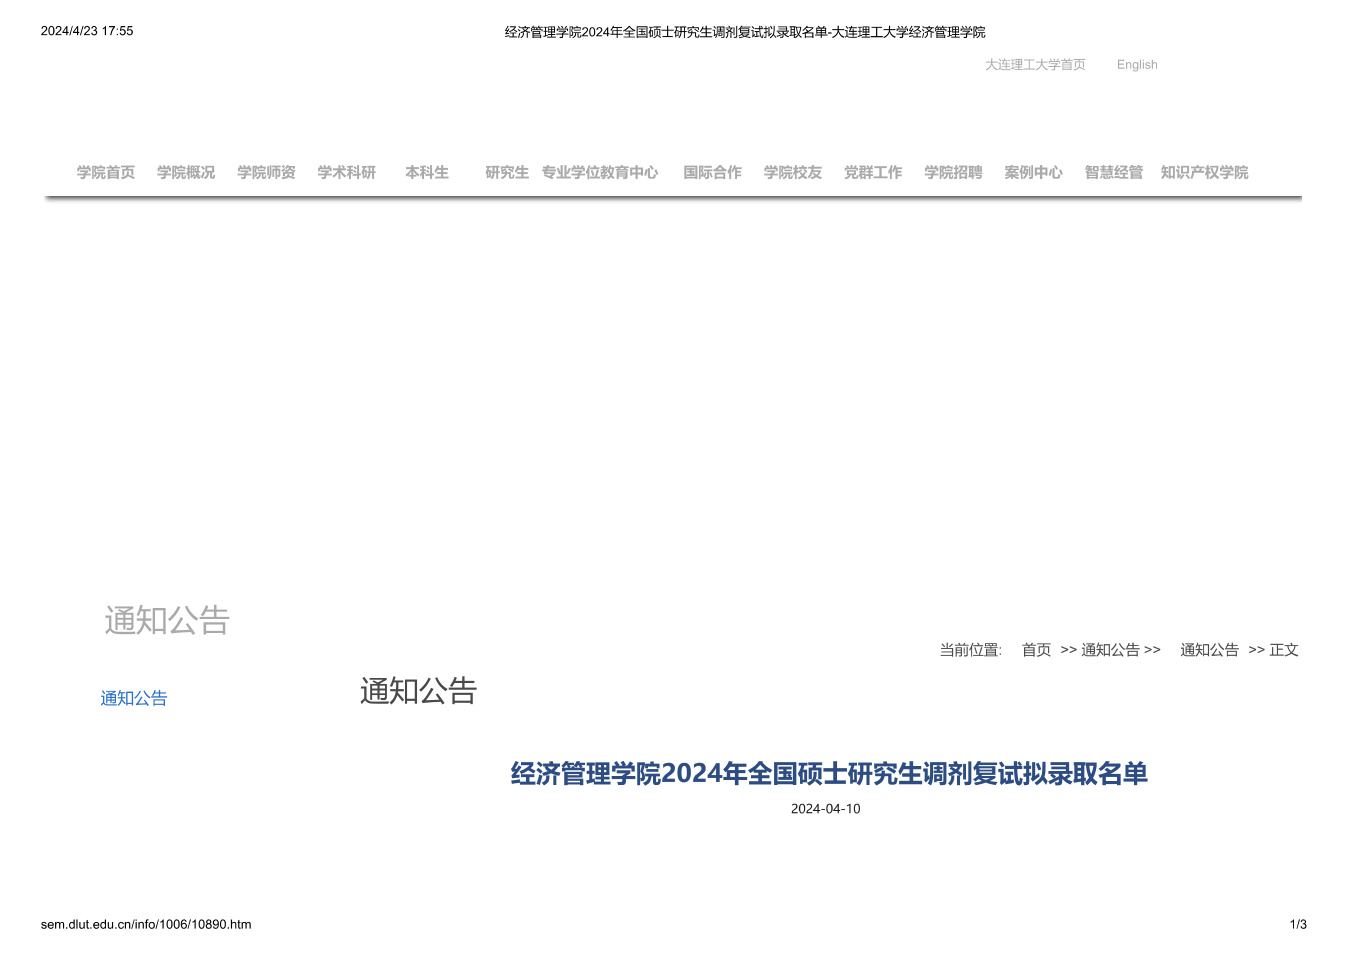 2024/4/23 17:55 经济管理学院2024年全国硕士研究生调剂复试拟录取名单-大连理工大学经济管理学院
大连理工大学首页 English
学院首页 学院概况 学院师资 学术科研 本科生 研究生 专业学位教育中心 国际合作 学院校友 党群工作 学院招聘 案例中心 智慧经管 知识产权学院
通知公告
当前位置: 首页 >> 通知公告 >> 通知公告 >> 正文
通知公告
通知公告
经济管理学院2024年全国硕士研究生调剂复试拟录取名单
2024-04-10
sem.dlut.edu.cn/info/1006/10890.htm 1/3